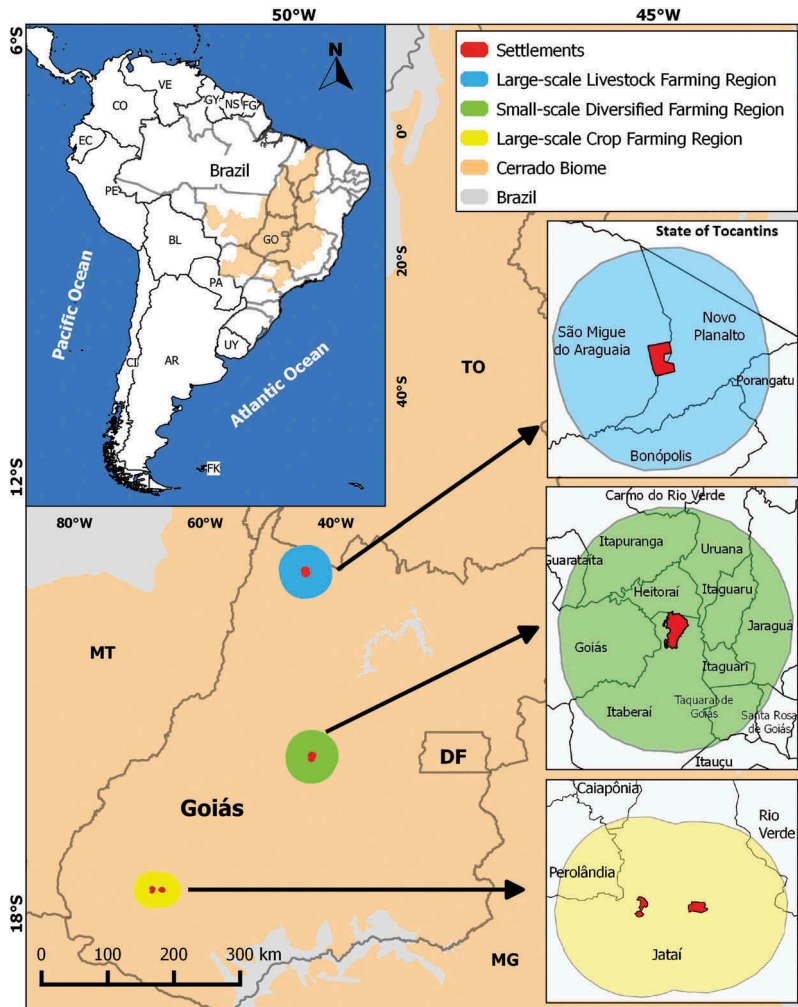 50°W
45°W
6°S
N
Settlements
Large-scale Livestock Farming Region
Small-scale Diversified Farming Region
Large-scale Crop Farming Region
Cerrado Biome
Brazil
VE
GY
NS
FG
CO
EC
0°
Brazil
PE
BL
GO
20°S
PA
Pacific Ocean
UY
CI
AR
Atlantic Ocean
40°S
FK
12°S
80°W
60°W
40°W
TO
State of Tocantins
São Migue
do Araguaia
Novo
Planalto
Porangatu
Bonópolis
Carmo do Rio Verde
Itapuranga
Uruana
Guarataíta
Heitoraí
Itaguaru
Jaraguá
Goiás
Itaguari
Itaberaí
Taquaral de
Goiás
Santa Rosa
de Goiás
Itauçu
MT
DF
Goiás
Caiapônia
Rio
Verde
Perolândia
Jataí
18°S
0
100
200
300 km
MG